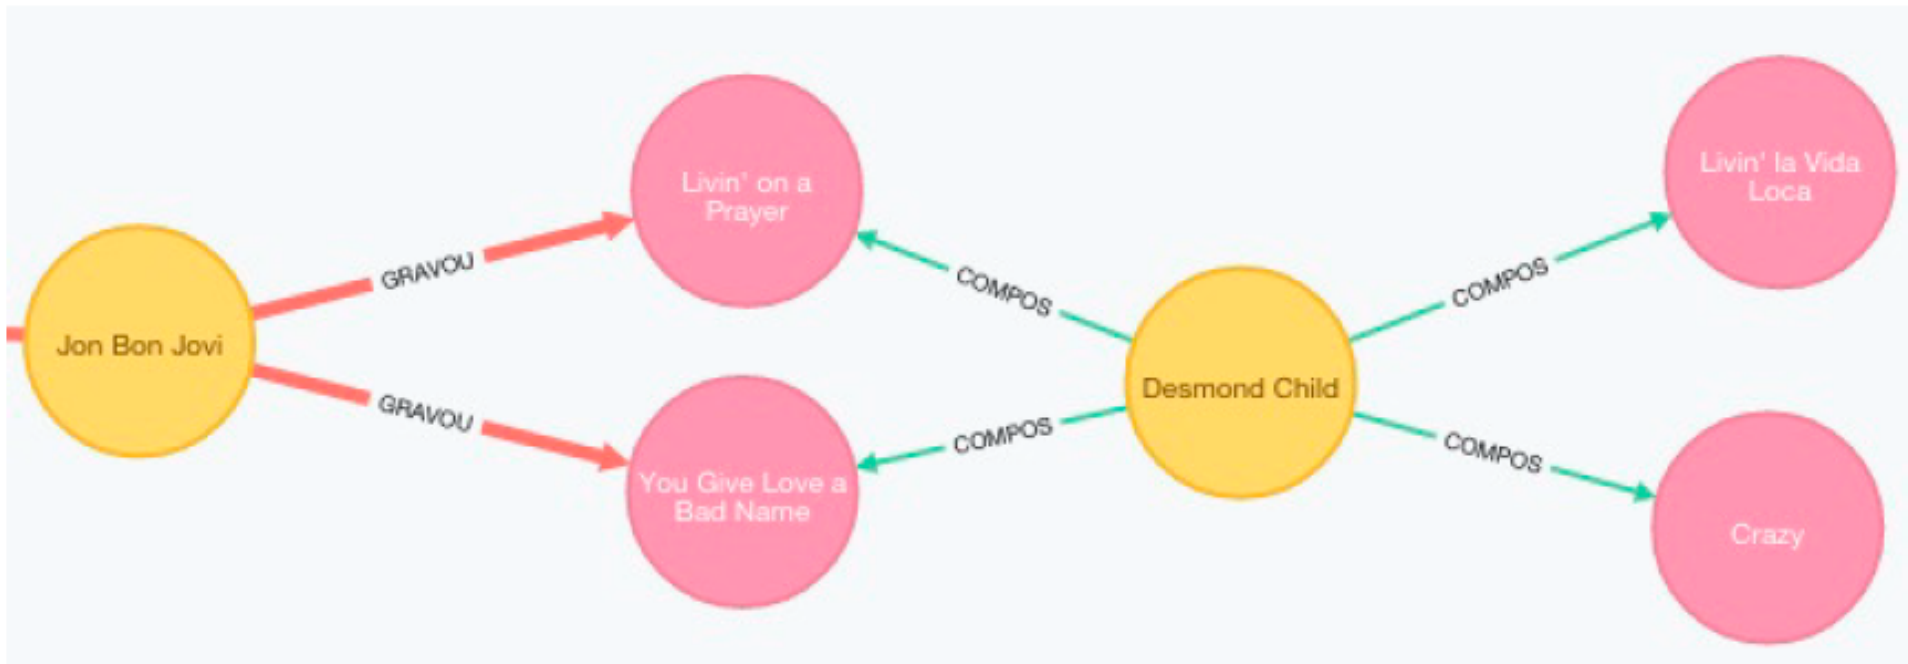 Jon Bon Jovi
GRAVOU
GRAVOU
Livin' on a
Prayer
You Give Love a
Bad Name
COMPOS
COMPOS
Desmond Child
COMPOS
COMPOS
Livin' la Vida
Loca
Crazy